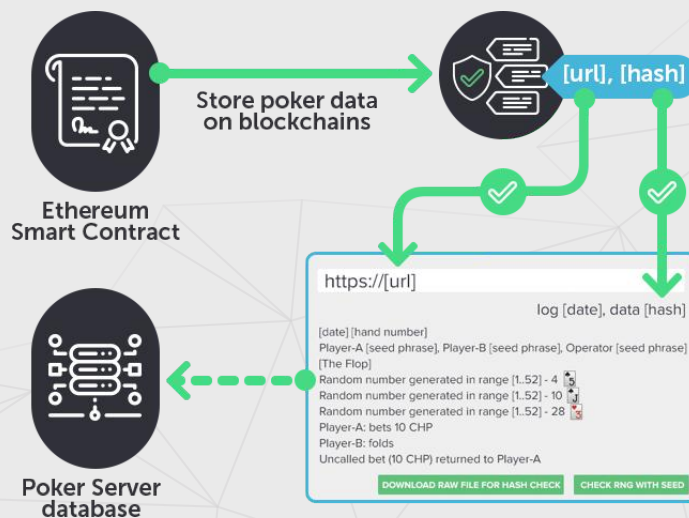 [url], [hash]
Store poker data
on blockchains
Ethereum
Smart Contract
https://[url]
log [date], data [hash]
[date] [hand number]
Player-A [seed phrase], Player-B [seed phrase], Operator [seed phrase]
[The Flop]
Random number generated in range [1..52] - 4 5
Random number generated in range [1..52] - 10 J
Random number generated in range [1..52] - 28 3
Player-A: bets 10 CHP
Player-B: folds
Uncalled bet (10 CHP) returned to Player-A
DOWNLOAD RAW FILE FOR HASH CHECK
CHECK RNG WITH SEED
Poker Server
database